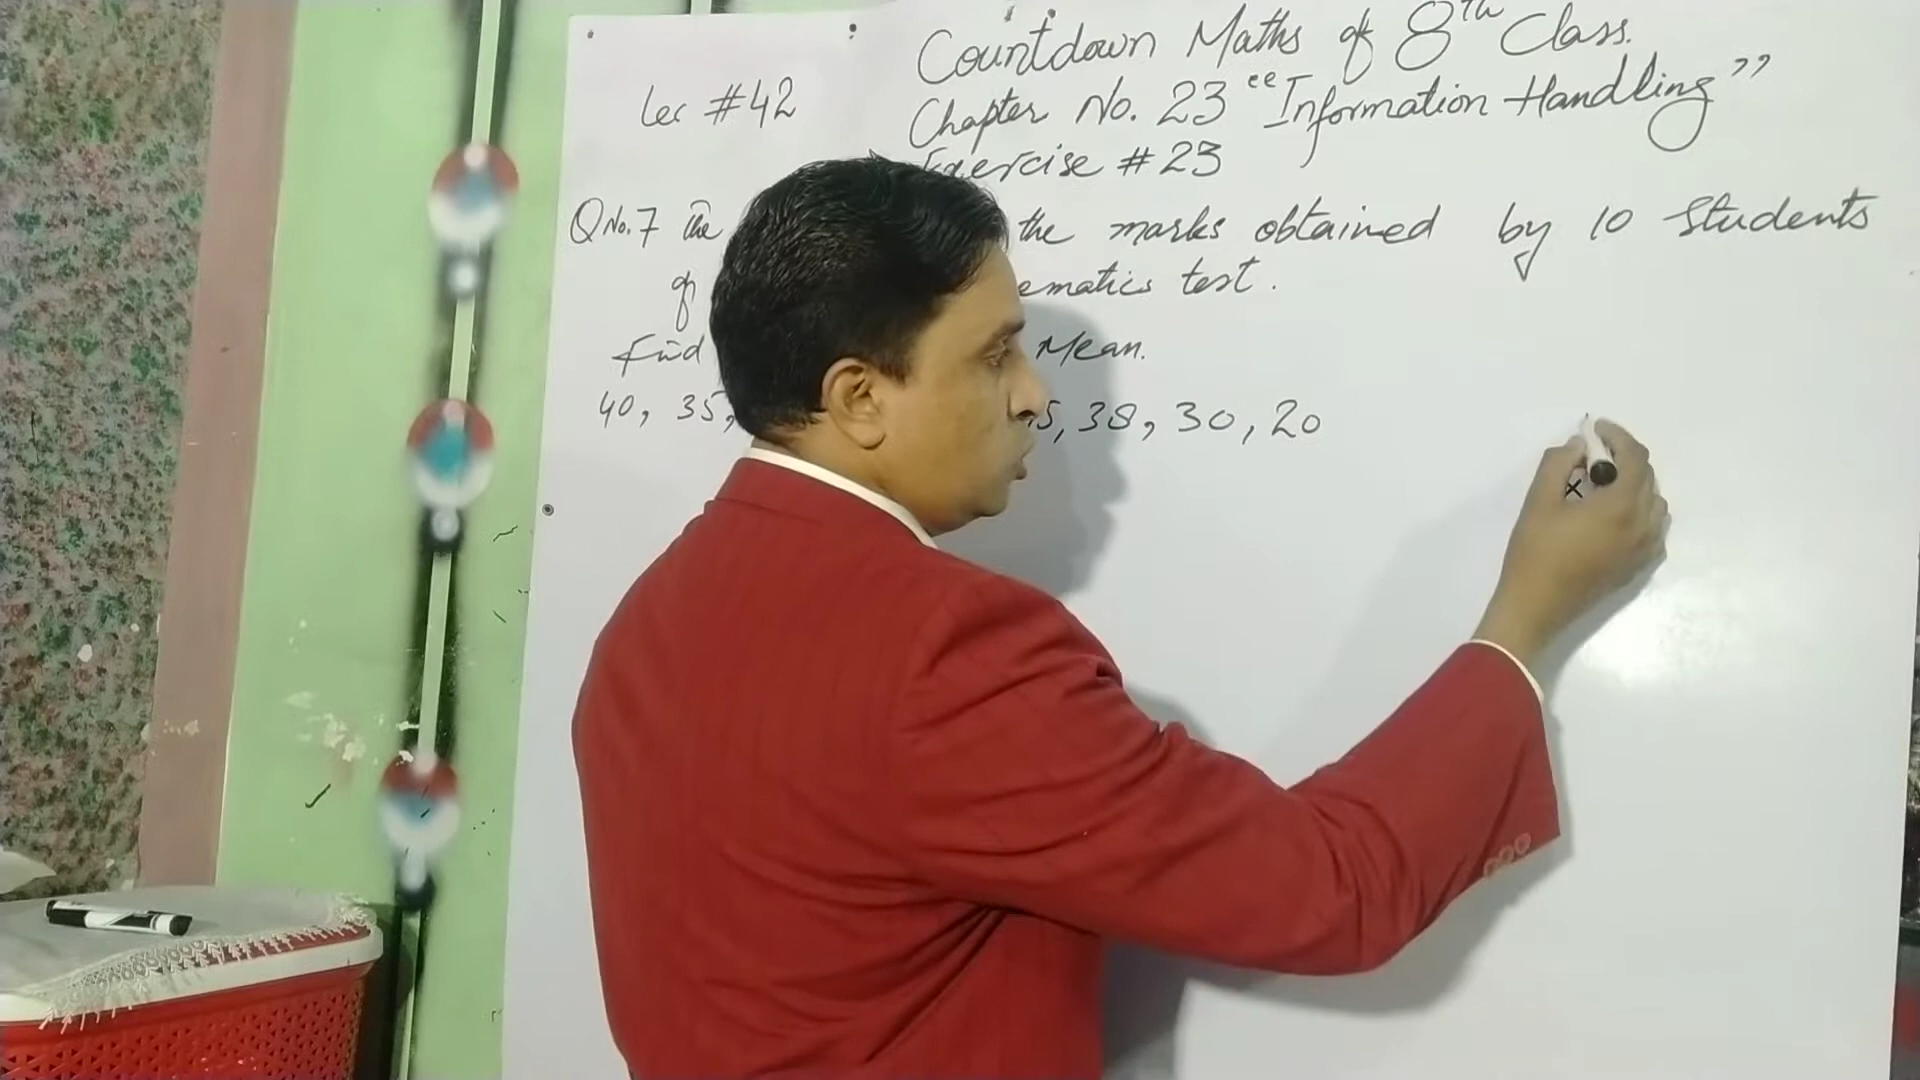 Countdown Maths of 8th Class.
Lec #42
Chapter No. 23 "Information Handling"
Exercise #23
Q No. 7 The the marks obtained by 10 Students
of ematics test.
Find Mean.
40, 35, 5, 38, 30, 20
x